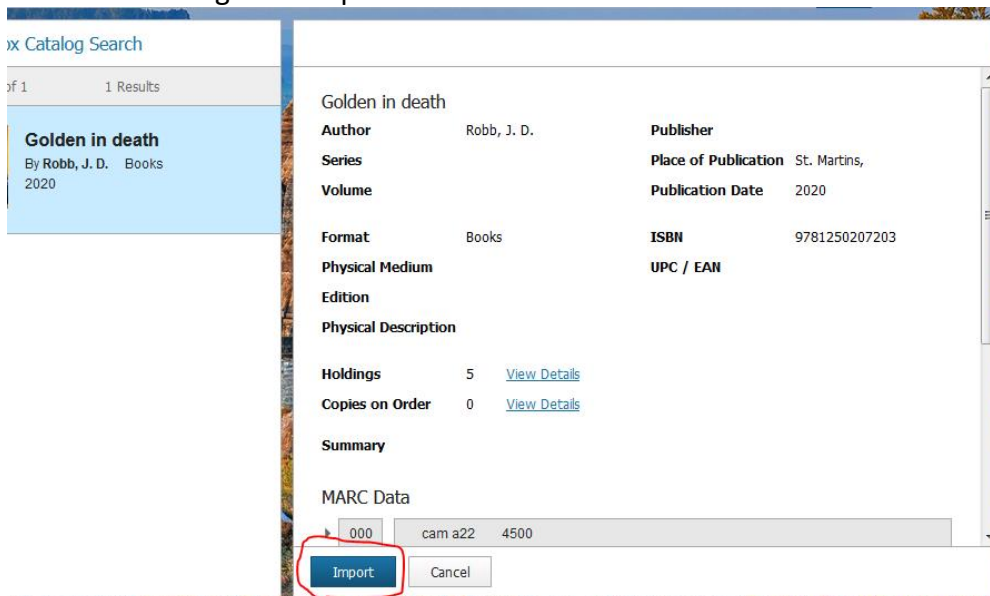 Catalog Search
of 1 1 Results
Golden in death
By Robb, J. D. Books
2020
Golden in death
Author Robb, J. D. Publisher
Series Place of Publication St. Martins,
Volume Publication Date 2020
Format Books ISBN 9781250207203
Physical Medium UPC / EAN
Edition
Physical Description
Holdings 5 View Details
Copies on Order 0 View Details
Summary
MARC Data
000 cam a22 4500
Import Cancel